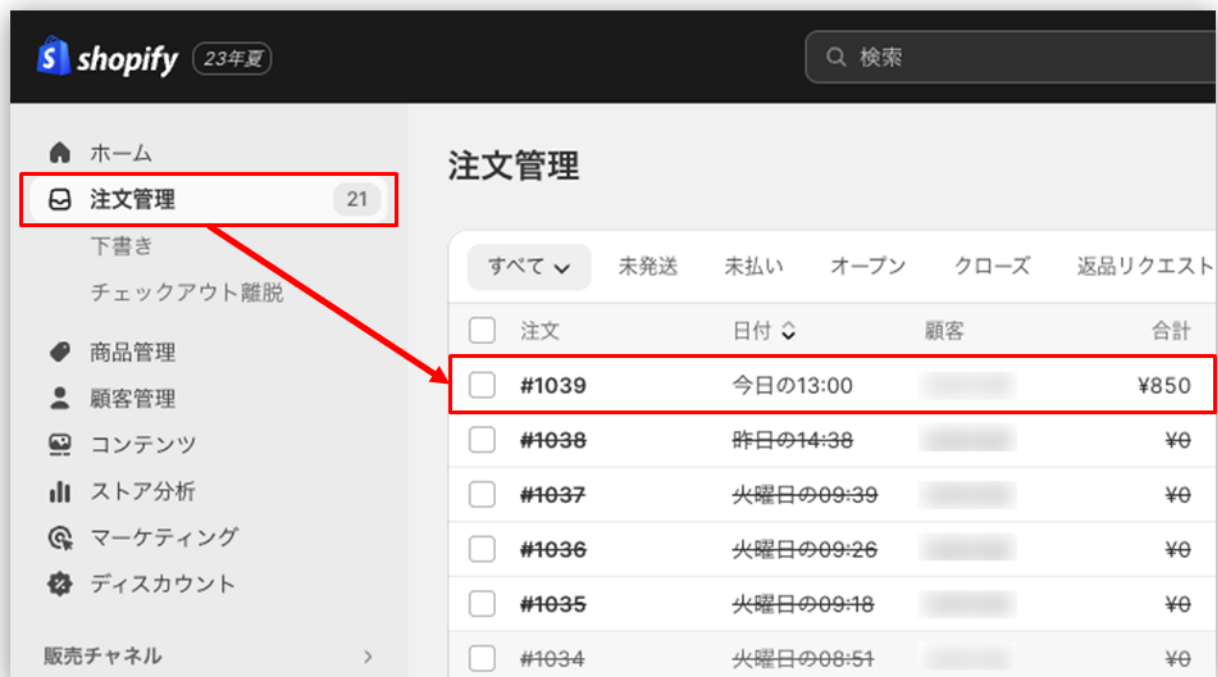 shopify 23年夏
検索
ホーム
注文管理 21
下書き
チェックアウト離脱
商品管理
顧客管理
コンテンツ
ストア分析
マーケティング
ディスカウント
販売チャネル
注文管理
すべて 未発送 未払い オープン クローズ 返品リクエスト
注文 日付 顧客 合計
#1039 今日の13:00 ¥850
#1038 昨日の14:38 ¥0
#1037 火曜日の09:39 ¥0
#1036 火曜日の09:26 ¥0
#1035 火曜日の09:18 ¥0
#1034 火曜日の08:51 ¥0